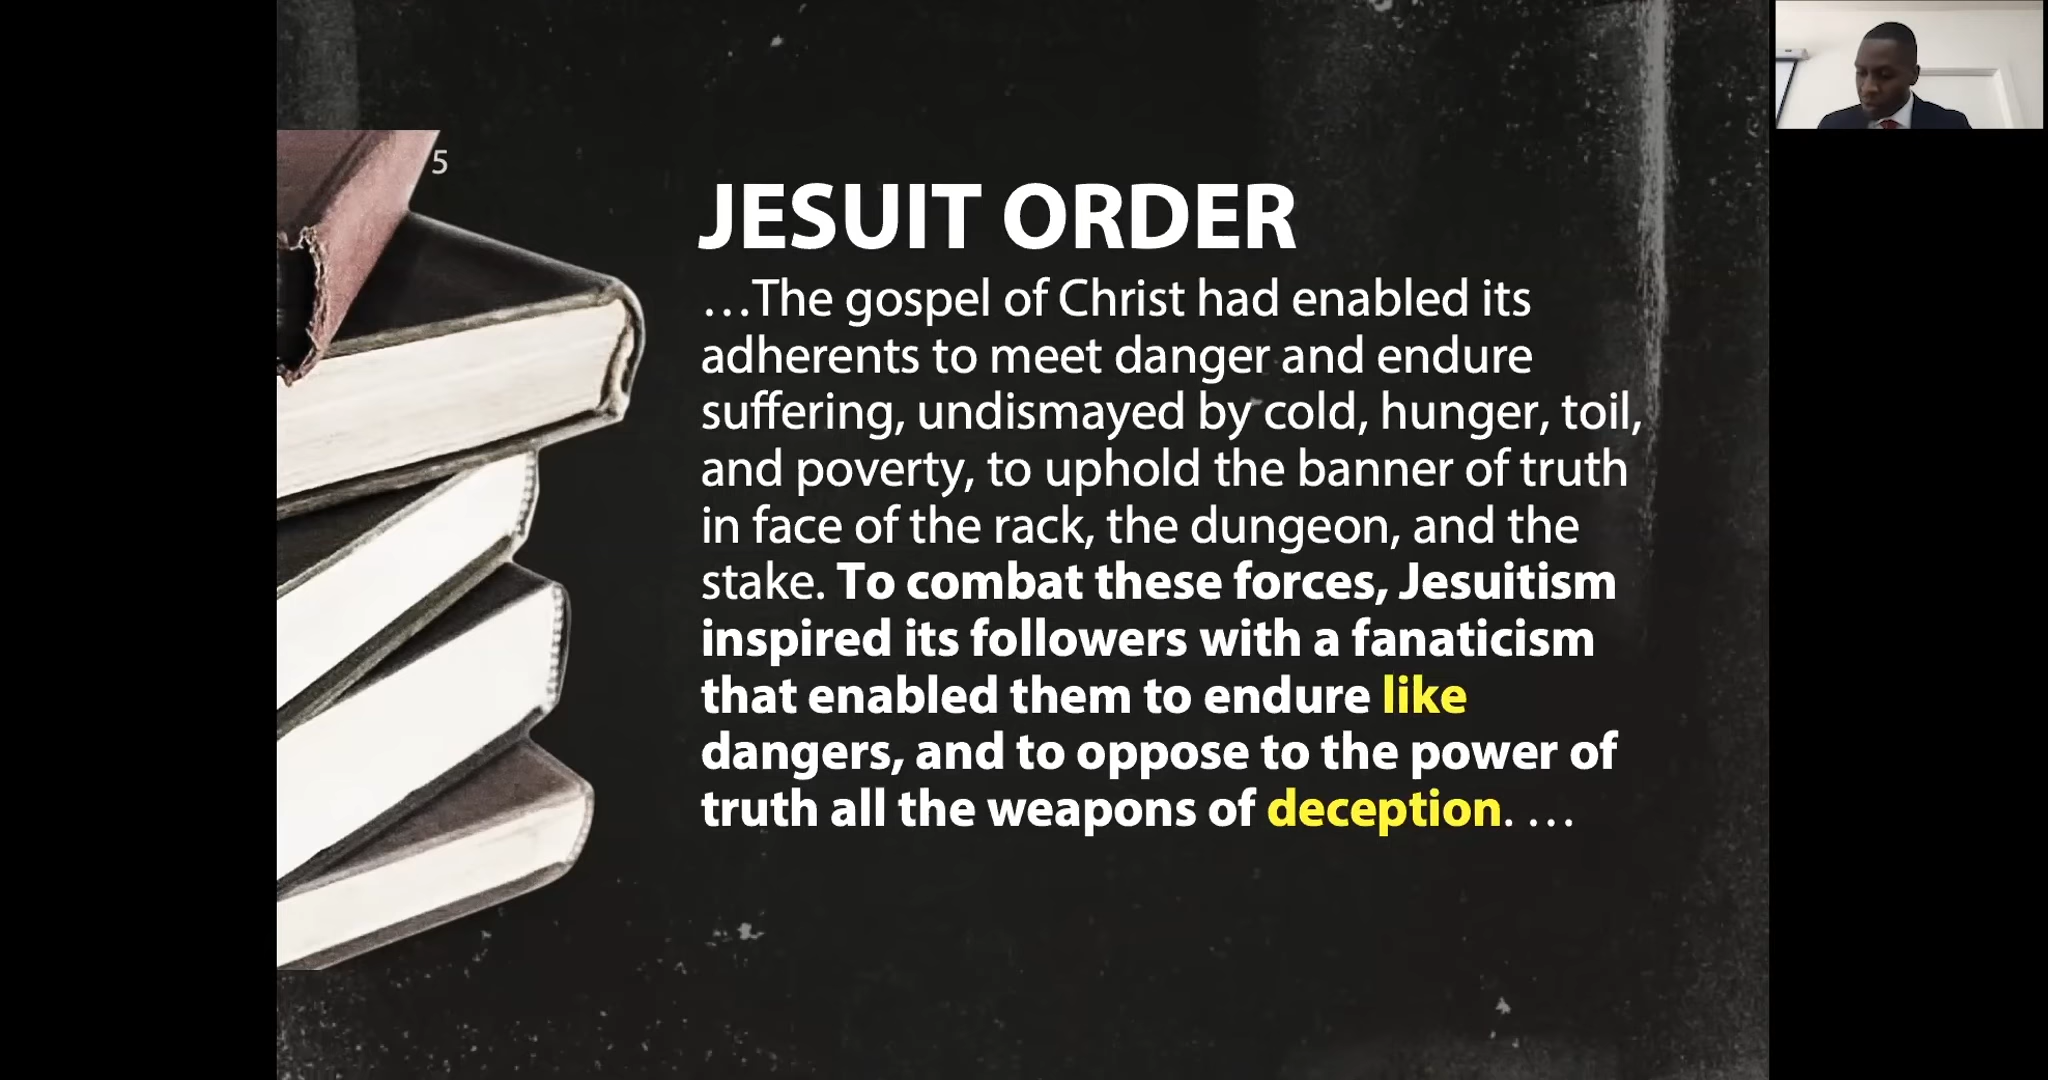 5
JESUIT ORDER
…The gospel of Christ had enabled its
adherents to meet danger and endure
suffering, undismayed by cold, hunger, toil,
and poverty, to uphold the banner of truth
in face of the rack, the dungeon, and the
stake. To combat these forces, Jesuitism
inspired its followers with a fanaticism
that enabled them to endure like
dangers, and to oppose to the power of
truth all the weapons of deception. …